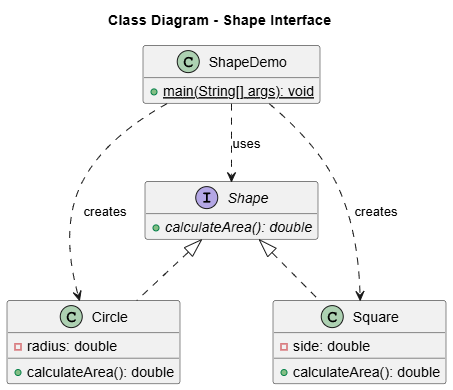 Class Diagram - Shape Interface
C ShapeDemo
main(String[] args): void
uses
I Shape
calculateArea(): double
creates
creates
C Circle
radius: double
calculateArea(): double
C Square
side: double
calculateArea(): double